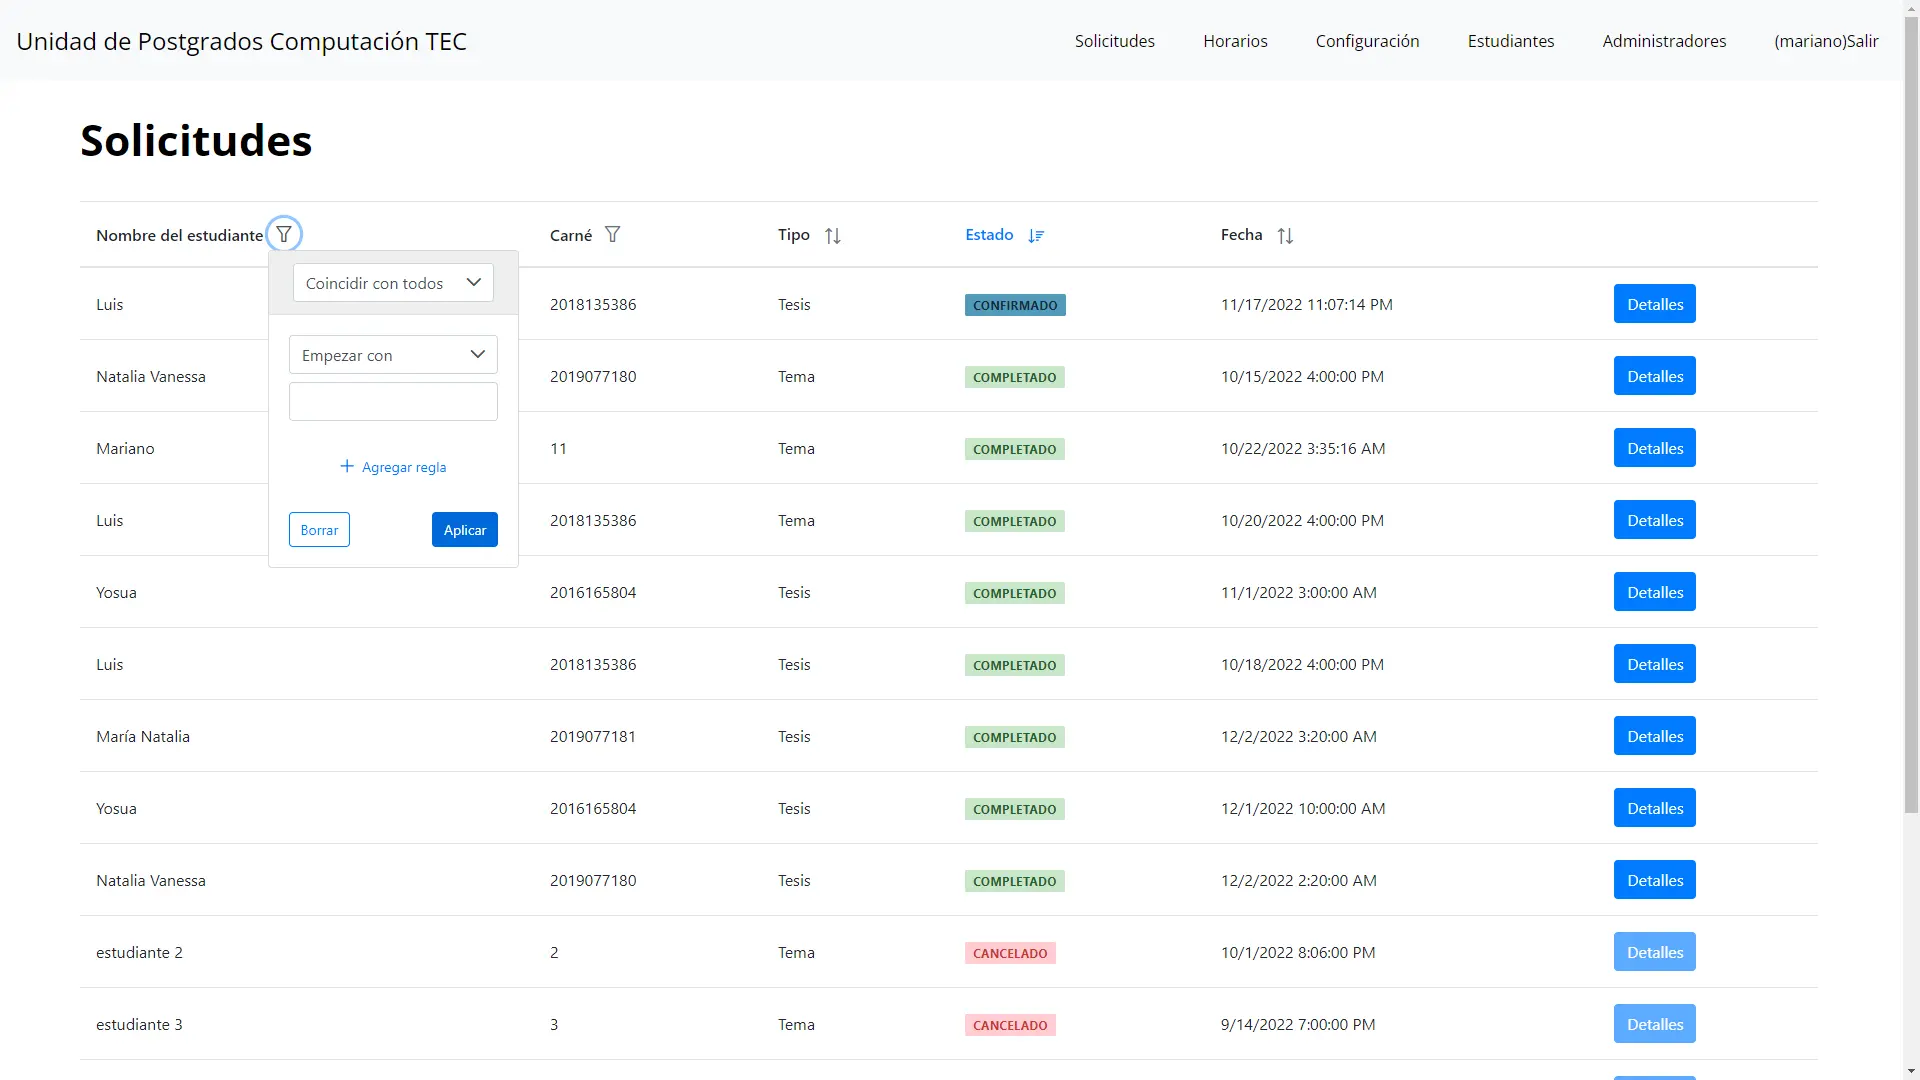 Unidad de Postgrados Computación TEC
Solicitudes Horarios Configuración Estudiantes Administradores (mariano)Salir
Solicitudes
Nombre del estudiante Carné Tipo Estado Fecha
Coincidir con todos
Empezar con
Agregar regla
Borrar Aplicar
Luis 2018135386 Tesis CONFIRMADO 11/17/2022 11:07:14 PM Detalles
Natalia Vanessa 2019077180 Tema COMPLETADO 10/15/2022 4:00:00 PM Detalles
Mariano 11 Tema COMPLETADO 10/22/2022 3:35:16 AM Detalles
Luis 2018135386 Tema COMPLETADO 10/20/2022 4:00:00 PM Detalles
Yosua 2016165804 Tesis COMPLETADO 11/1/2022 3:00:00 AM Detalles
Luis 2018135386 Tesis COMPLETADO 10/18/2022 4:00:00 PM Detalles
María Natalia 2019077181 Tesis COMPLETADO 12/2/2022 3:20:00 AM Detalles
Yosua 2016165804 Tesis COMPLETADO 12/1/2022 10:00:00 AM Detalles
Natalia Vanessa 2019077180 Tesis COMPLETADO 12/2/2022 2:20:00 AM Detalles
estudiante 2 2 Tema CANCELADO 10/1/2022 8:06:00 PM Detalles
estudiante 3 3 Tema CANCELADO 9/14/2022 7:00:00 PM Detalles